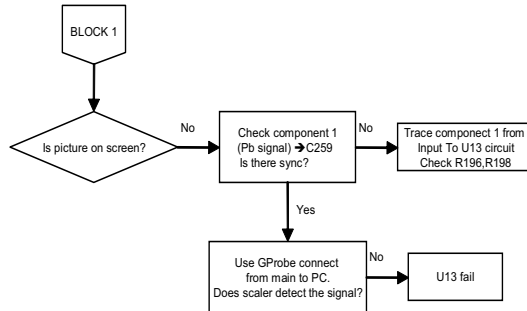 BLOCK 1
Is picture on screen?
No
Check component 1
(Pb signal) ➔C259
Is there sync?
No
Trace component 1 from
Input To U13 circuit
Check R196,R198
Yes
Use GProbe connect
from main to PC.
Does scaler detect the signal?
No
U13 fail